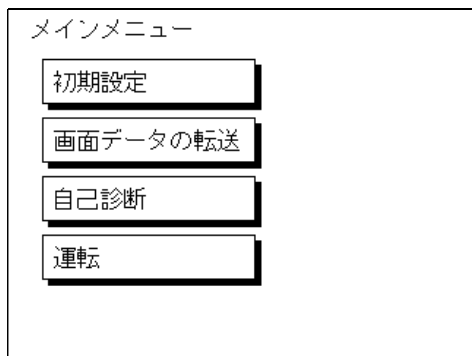 メインメニュー
初期設定
画面データの転送
自己診断
運転